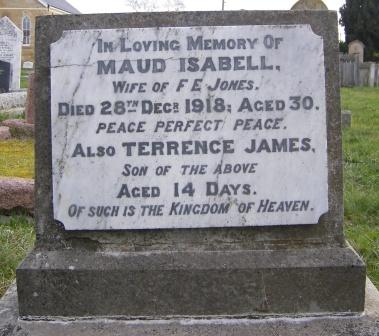 In Loving Memory Of
MAUD ISABELL,
Wife of F E Jones.
Died 28th Decr 1918; Aged 30.
PEACE PERFECT PEACE.
Also TERRENCE JAMES,
Son of the above
Aged 14 Days.
Of such is the Kingdom of Heaven.